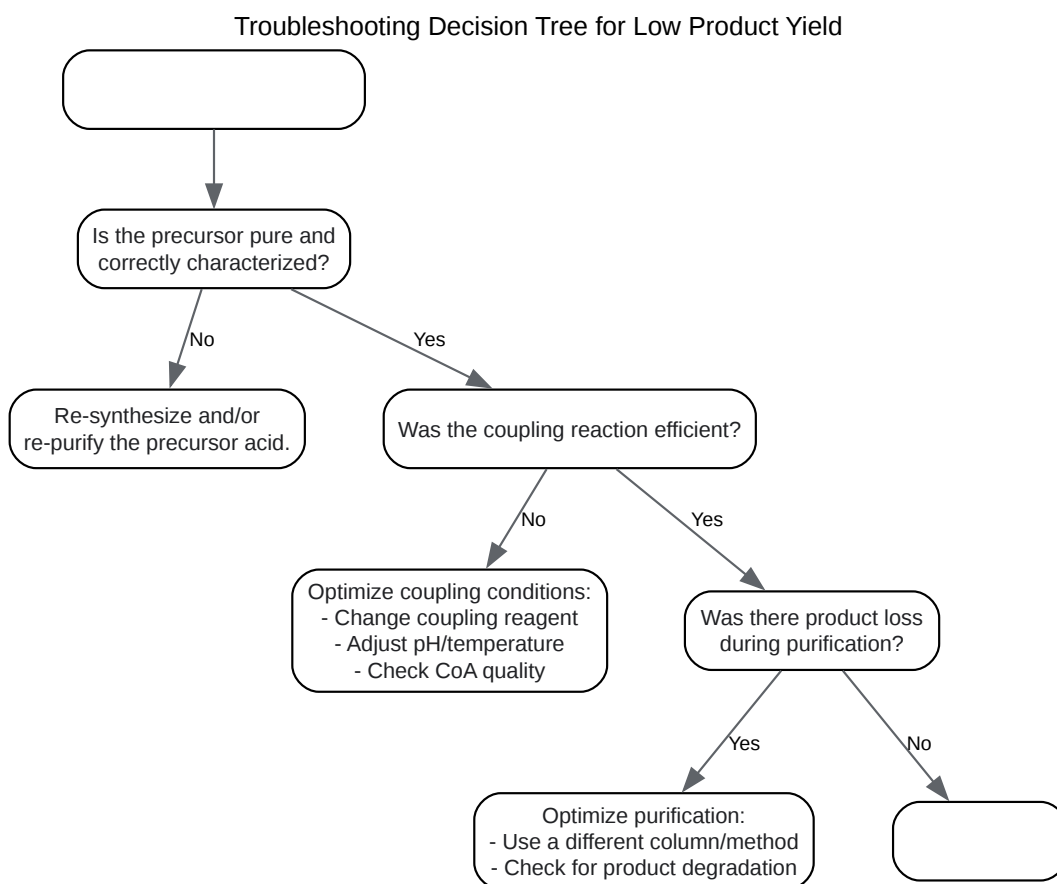 Troubleshooting Decision Tree for Low Product Yield
Is the precursor pure and
correctly characterized?
No
Yes
Re-synthesize and/or
re-purify the precursor acid.
Was the coupling reaction efficient?
No
Yes
Optimize coupling conditions:
- Change coupling reagent
- Adjust pH/temperature
- Check CoA quality
Was there product loss
during purification?
Yes
No
Optimize purification:
- Use a different column/method
- Check for product degradation